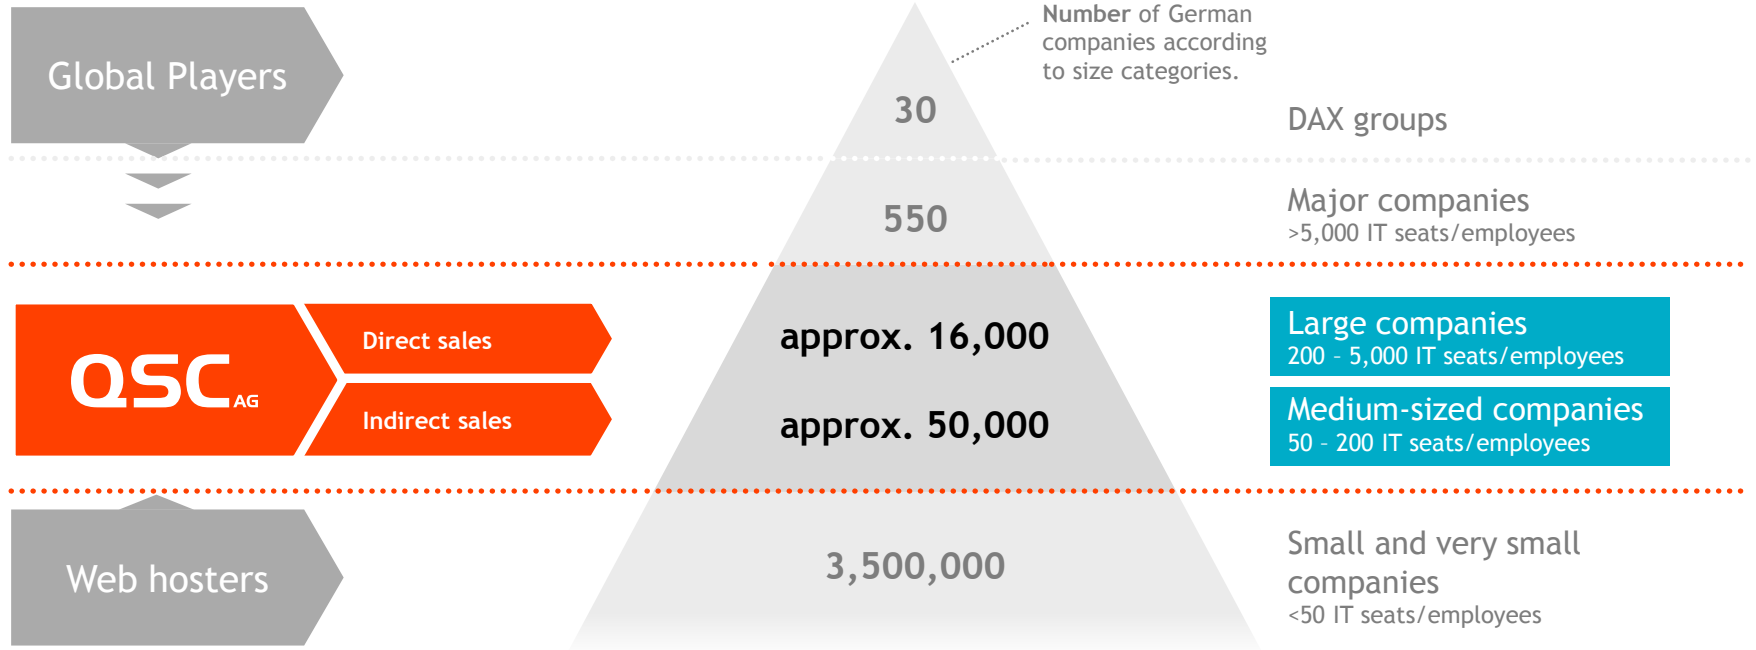 Global Players
Number of German
companies according
to size categories.
30
DAX groups
550
Major companies
>5,000 IT seats/employees
QSC AG
Direct sales
Indirect sales
approx. 16,000
Large companies
200 – 5,000 IT seats/employees
approx. 50,000
Medium-sized companies
50 – 200 IT seats/employees
Web hosters
3,500,000
Small and very small
companies
<50 IT seats/employees